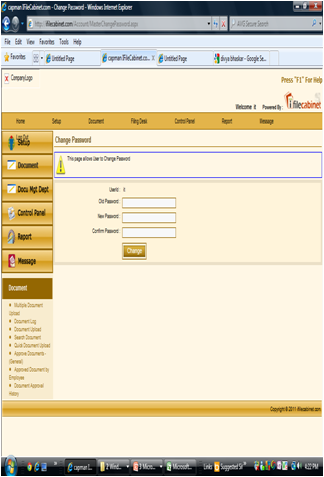 capman iFileCabinet.com - Change Password - Windows Internet Explorer
http://ifilecabinet.com/Account/MasterChangePassword.aspx
AVG Secure Search
File Edit View Favorites Tools Help
Favorites Untitled Page capman iFileCabinet.co... Untitled Page divya bhaskar - Google Se...
CompanyLogo
Press "F1" For Help
Welcome it Powered By: ifilecabinet
Home Setup Document Filing Desk Control Panel Report Message
Log Out
Setup
Document
Docu. Mgt Dept
Control Panel
Report
Message
Change Password
This page allows User to Change Password
UserId: it
Old Password:
New Password:
Confirm Password:
Change
Document
Multiple Document
Upload
Document Log
Document Upload
Search Document
Quick Document Upload
Approve Documents-
(General)
Approved Document by
Employee
Document Approval
History
Copyright © 2011 ifilecabinet.com
capman I... 2 Wind... 3 Micro... Microsoft... Links Suggested Sit 4:22 PM